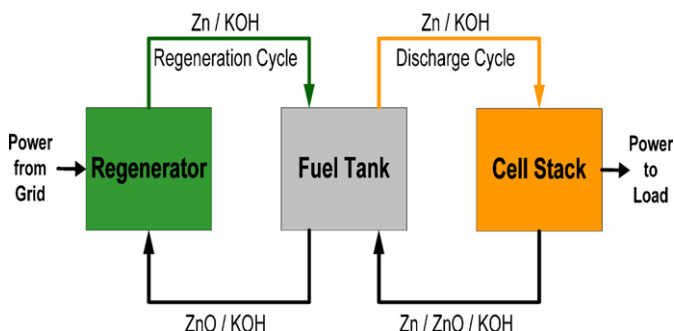 Zn / KOH
Regeneration Cycle
Zn / KOH
Discharge Cycle
Power
from
Grid
Regenerator
Fuel Tank
Cell Stack
Power
to
Load
ZnO / KOH
Zn / ZnO / KOH